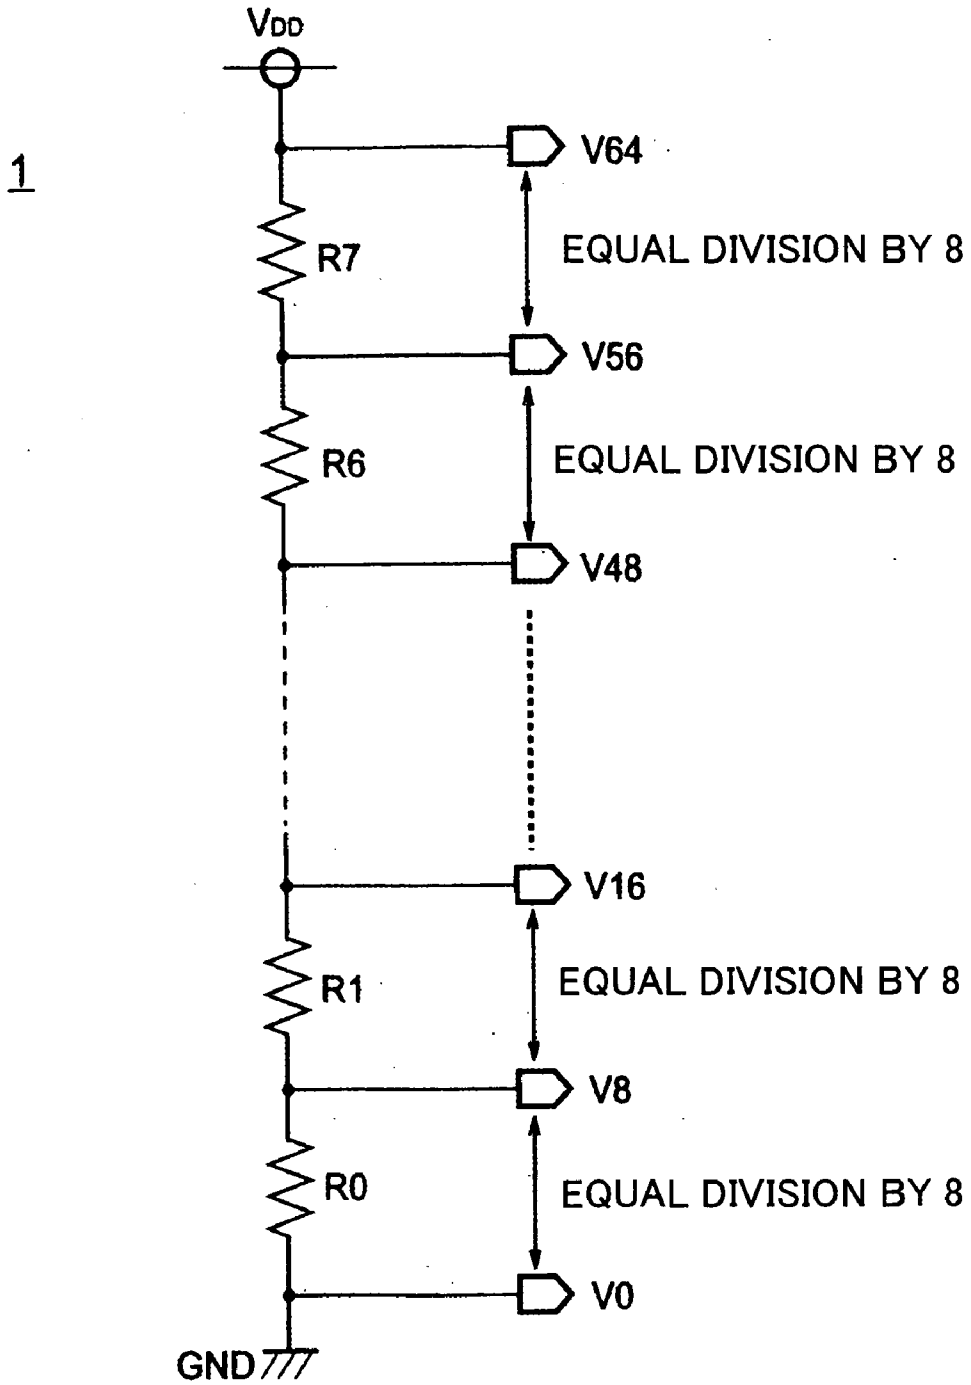 VDD
V64
1
EQUAL DIVISION BY 8
R7
V56
EQUAL DIVISION BY 8
R6
V48
V16
EQUAL DIVISION BY 8
R1
V8
R0
EQUAL DIVISION BY 8
V0
GND